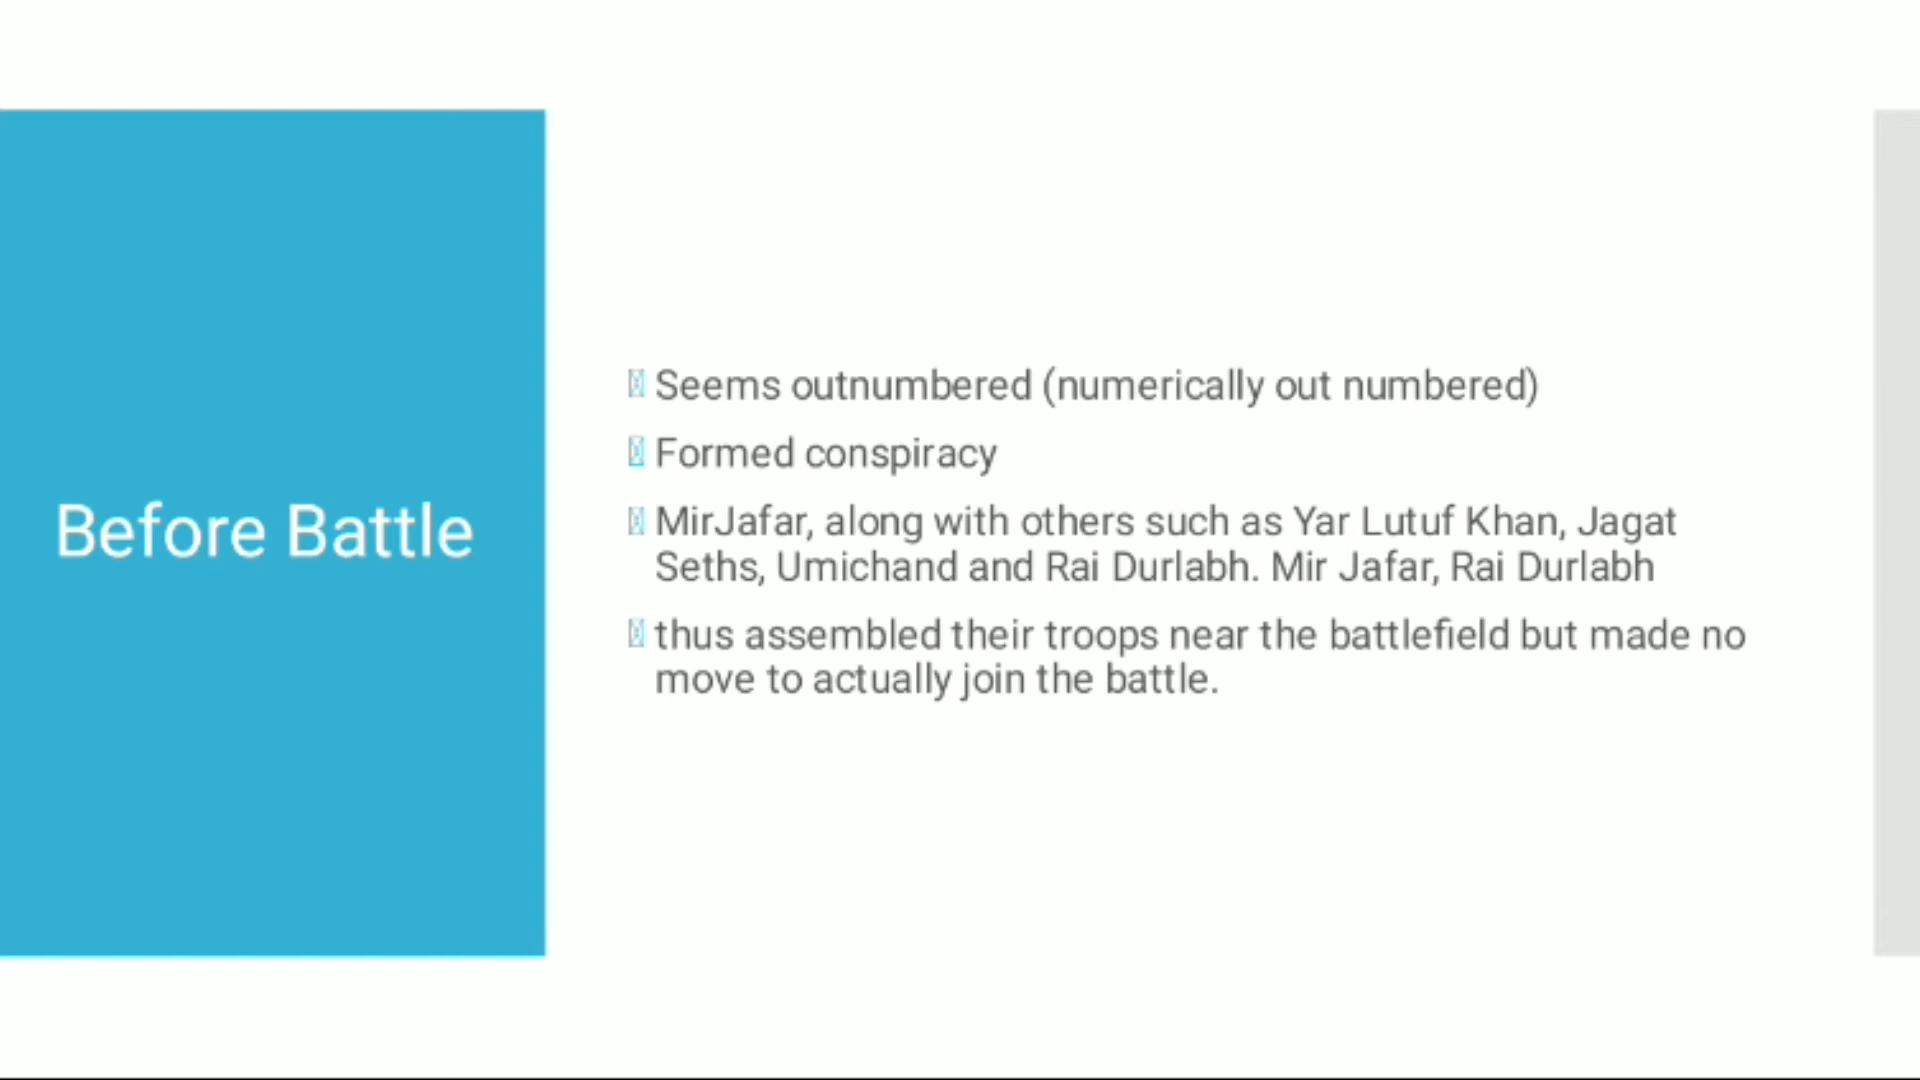 Before Battle
Seems outnumbered (numerically out numbered)
Formed conspiracy
MirJafar, along with others such as Yar Lutuf Khan, Jagat
Seths, Umichand and Rai Durlabh. Mir Jafar, Rai Durlabh
thus assembled their troops near the battlefield but made no
move to actually join the battle.